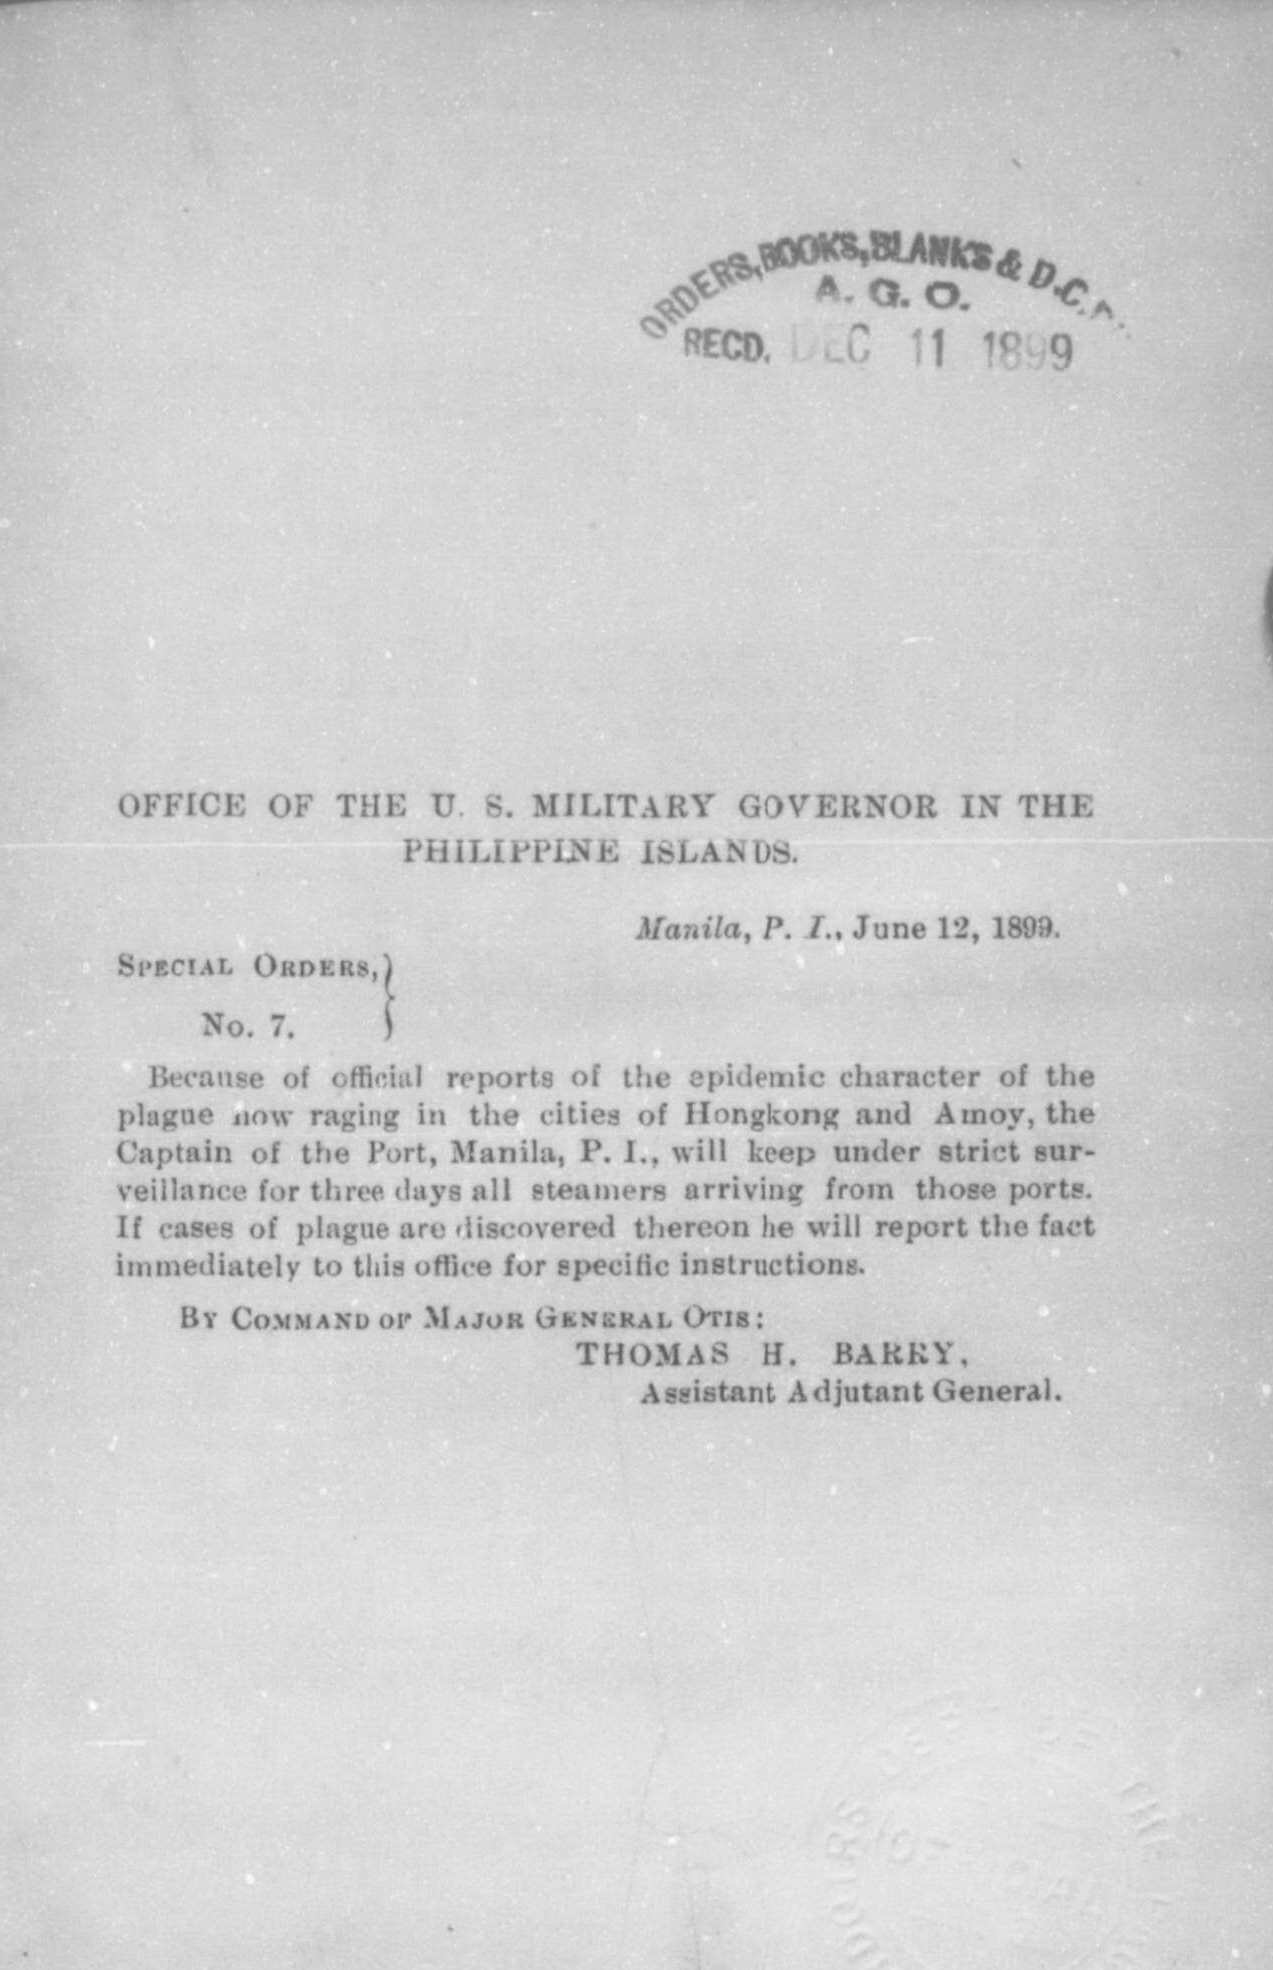 ORDERS, BOOKS, BLANKS & D.C.
A. G. O.
RECD. DEC 11 1899
OFFICE OF THE U. S. MILITARY GOVERNOR IN THE
PHILIPPINE ISLANDS.
Manila, P. I., June 12, 1899.
SPECIAL ORDERS,
No. 7.
Because of official reports of the epidemic character of the
plague now raging in the cities of Hongkong and Amoy, the
Captain of the Port, Manila, P. I., will keep under strict sur-
veillance for three days all steamers arriving from those ports.
If cases of plague are discovered thereon he will report the fact
immediately to this office for specific instructions.
BY COMMAND OF MAJOR GENERAL OTIS:
THOMAS H. BARRY,
Assistant Adjutant General.